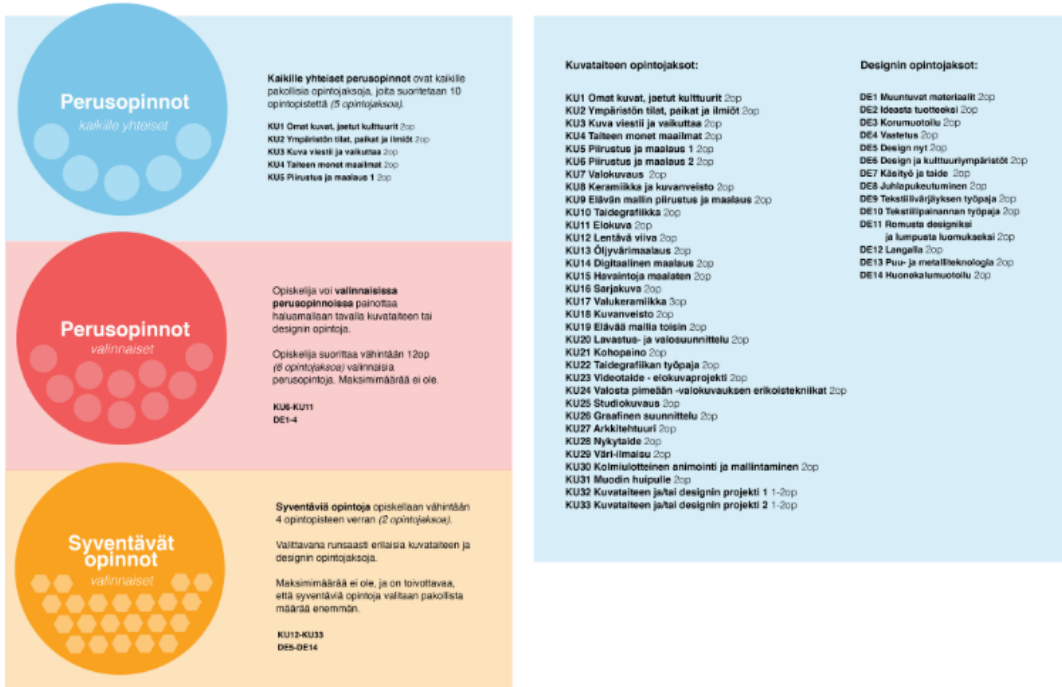 Perusopinnot
kaikille yhteiset
Kaikille yhteiset perusopinnot ovat kaikille
pakollisia opintojaksoja, joita suoritetaan 10
opintopistettä (5 opintojaksoa).
KU1 Omat kuvat, jaetut kulttuurit 2op
KU2 Ympäristön tilat, paikat ja ilmiöt 2op
KU3 Kuva viestii ja vaikuttaa 2op
KU4 Taiteen monet maailmat 2op
KU5 Piirustus ja maalaus 1 2op
Perusopinnot
valinnaiset
Opiskelija voi valinnaisissa
perusopinnoissa painottaa
haluamallaan tavalla kuvataiteen tai
designin opintoja.
Opiskelija suorittaa vähintään 12op
(6 opintojaksoa) valinnaisia
perusopintoja. Maksimimäärää ei ole.
KU6-KU11
DE1-4
Syventävät
opinnot
valinnaiset
Syventäviä opintoja opiskellaan vähintään
4 opintopisteen verran (2 opintojaksoa).
Valittavana runsaasti erilaisia kuvataiteen ja
designin opintojaksoja.
Maksimimäärää ei ole, ja on toivottavaa,
että syventäviä opintoja valitaan pakollista
määrää enemmän.
KU12-KU33
DE5-DE14
Kuvataiteen opintojaksot:
KU1 Omat kuvat, jaetut kulttuurit 2op
KU2 Ympäristön tilat, paikat ja ilmiöt 2op
KU3 Kuva viestii ja vaikuttaa 2op
KU4 Taiteen monet maailmat 2op
KU5 Piirustus ja maalaus 1 2op
KU6 Piirustus ja maalaus 2 2op
KU7 Valokuvaus 2op
KU8 Keramiikka ja kuvanveisto 2op
KU9 Elävän mallin piirustus ja maalaus 2op
KU10 Taidegrafiikka 2op
KU11 Elokuva 2op
KU12 Lentävä viiva 2op
KU13 Öljyvärimaalaus 2op
KU14 Digitaalinen maalaus 2op
KU15 Havaintoja maalaten 2op
KU16 Sarjakuva 2op
KU17 Valukeramiikka 3op
KU18 Kuvanveisto 2op
KU19 Elävää mallia toisin 2op
KU20 Lavastus- ja valosuunnittelu 2op
KU21 Kohopaino 2op
KU22 Taidegrafiikan työpaja 2op
KU23 Videotaide - elokuvaprojekti 2op
KU24 Valosta pimeään -valokuvauksen erikoistekniikat 2op
KU25 Studiokuvaus 2op
KU26 Graafinen suunnittelu 2op
KU27 Arkkitehtuuri 2op
KU28 Nykytaide 2op
KU29 Väri-ilmaisu 2op
KU30 Kolmiulotteinen animointi ja mallintaminen 2op
KU31 Muodin huipulle 2op
KU32 Kuvataiteen ja/tai designin projekti 1 1-2op
KU33 Kuvataiteen ja/tai designin projekti 2 1-2op
Designin opintojaksot:
DE1 Muuntuvat materiaalit 2op
DE2 Ideasta tuotteeksi 2op
DE3 Korumuotoilu 2op
DE4 Vaatetus 2op
DE5 Design nyt 2op
DE6 Design ja kulttuuriympäristöt 2op
DE7 Käsityö ja taide 2op
DE8 Juhlapukeutuminen 2op
DE9 Tekstiilivärjäyksen työpaja 2op
DE10 Tekstiilipainannan työpaja 2op
DE11 Romusta designiksi
ja lumpusta luomukseksi 2op
DE12 Langalla 2op
DE13 Puu- ja metalliteknologia 2op
DE14 Huonekalumuotoilu 2op